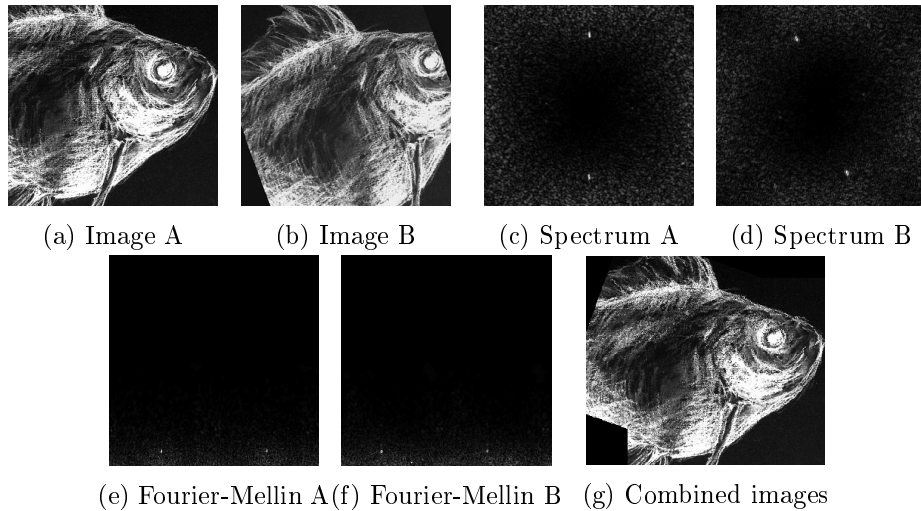 (a) Image A (b) Image B (c) Spectrum A (d) Spectrum B
(e) Fourier-Mellin A (f) Fourier-Mellin B (g) Combined images